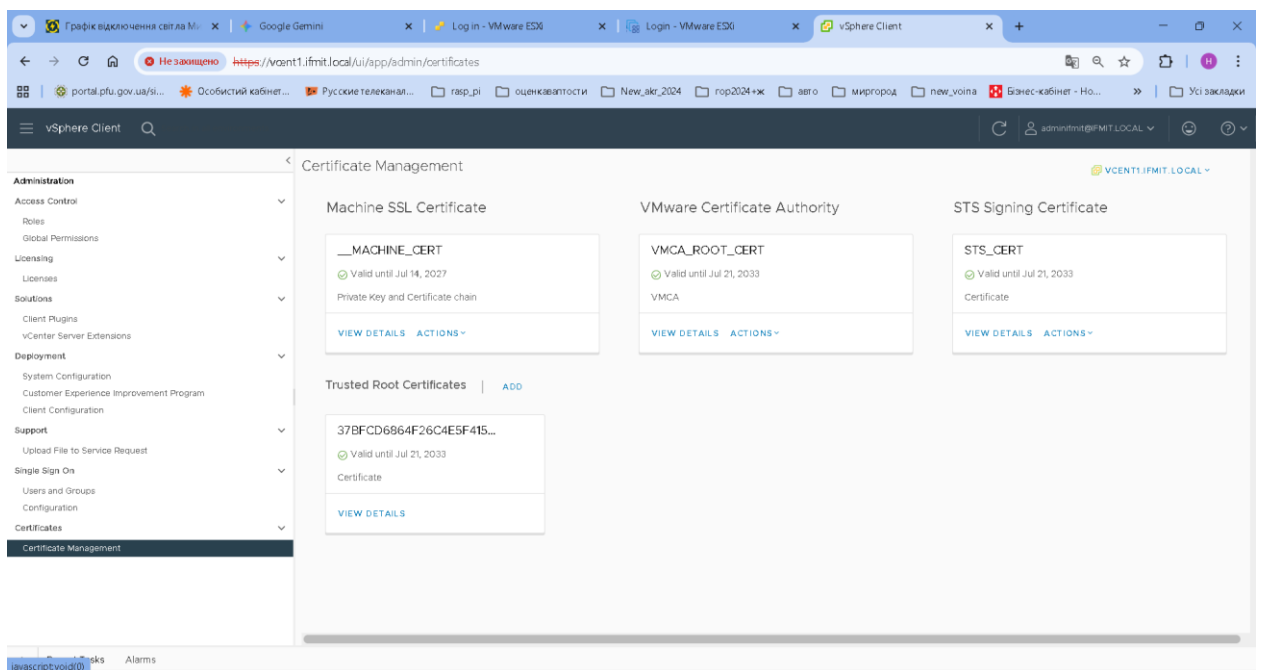 Графік відключення світла Ми
Google Gemini
Log in - VMware ESXi
Login - VMware ESXi
vSphere Client
Не захищено https://vcent1.ifmit.local/ui/app/admin/certificates
H
portal.pfu.gov.ua/si...
Особистий кабінет...
Русские телеканал...
rasp_pi
оценкавартости
New_akr_2024
гор2024+ж
авто
миргород
new_voina
Бізнес-кабінет - Но...
»
Усі закладки
vSphere Client
adminifmit@IFMIT.LOCAL
Administration
Access Control
Roles
Global Permissions
Licensing
Licenses
Solutions
Client Plugins
vCenter Server Extensions
Deployment
System Configuration
Customer Experience Improvement Program
Client Configuration
Support
Upload File to Service Request
Single Sign On
Users and Groups
Configuration
Certificates
Certificate Management
Certificate Management
VCENT1.IFMIT.LOCAL
Machine SSL Certificate
__MACHINE_CERT
Valid until Jul 14, 2027
Private Key and Certificate chain
VIEW DETAILS ACTIONS
VMware Certificate Authority
VMCA_ROOT_CERT
Valid until Jul 21, 2033
VMCA
VIEW DETAILS ACTIONS
STS Signing Certificate
STS_CERT
Valid until Jul 21, 2033
Certificate
VIEW DETAILS ACTIONS
Trusted Root Certificates | ADD
37BFCD6864F26C4E5F415...
Valid until Jul 21, 2033
Certificate
VIEW DETAILS
Tasks Alarms
javascript:void(0)